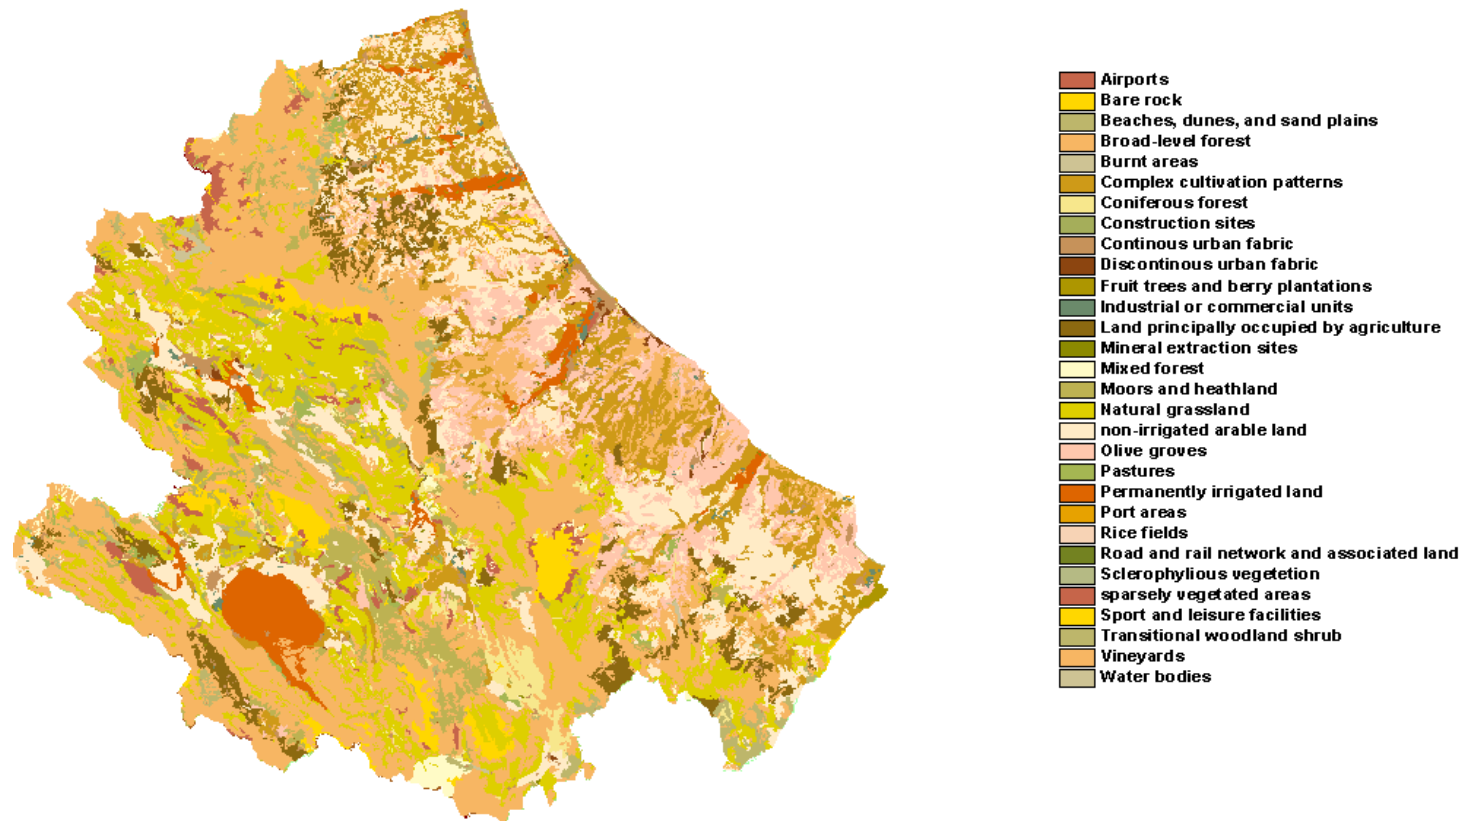 Airports
Bare rock
Beaches, dunes, and sand plains
Broad-level forest
Burnt areas
Complex cultivation patterns
Coniferous forest
Construction sites
Continous urban fabric
Discontinous urban fabric
Fruit trees and berry plantations
Industrial or commercial units
Land principally occupied by agriculture
Mineral extraction sites
Mixed forest
Moors and heathland
Natural grassland
non-irrigated arable land
Olive groves
Pastures
Permanently irrigated land
Port areas
Rice fields
Road and rail network and associated land
Sclerophylious vegetetion
sparsely vegetated areas
Sport and leisure facilities
Transitional woodland shrub
Vineyards
Water bodies